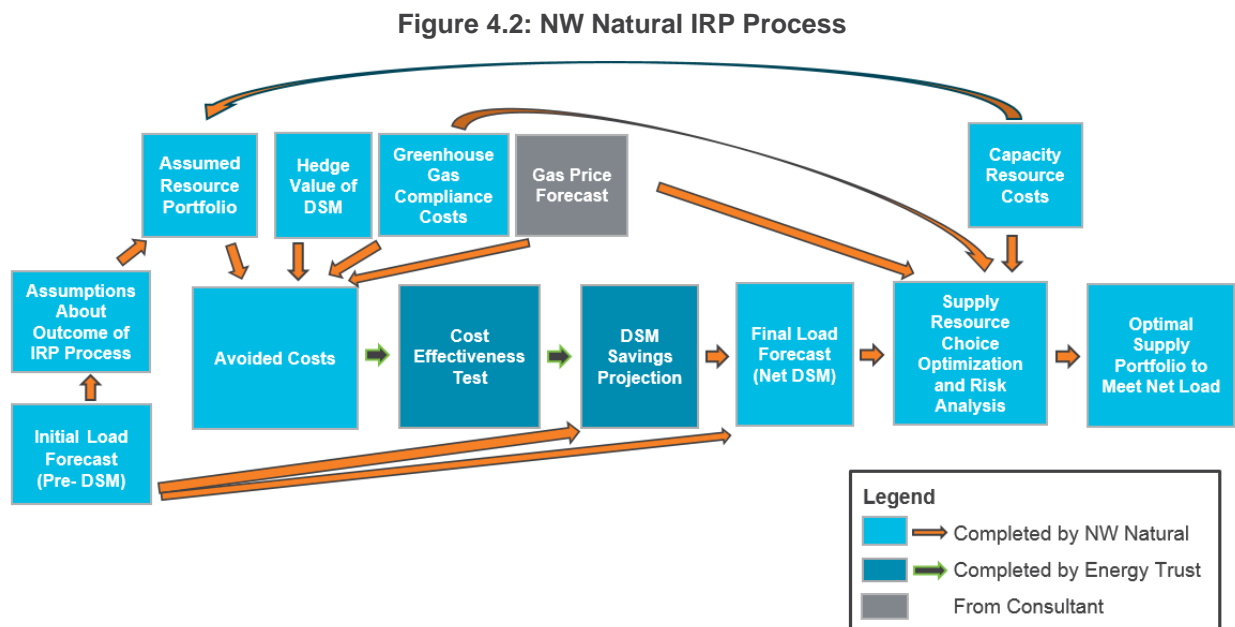 Figure 4.2: NW Natural IRP Process
Assumed
Resource
Portfolio
Hedge
Value of
DSM
Greenhouse
Gas
Compliance
Costs
Gas Price
Forecast
Capacity
Resource
Costs
Assumptions
About
Outcome of
IRP Process
Avoided Costs
Cost
Effectiveness
Test
DSM
Savings
Projection
Final Load
Forecast
(Net DSM)
Supply
Resource
Choice
Optimization
and Risk
Analysis
Optimal
Supply
Portfolio to
Meet Net Load
Initial Load
Forecast
(Pre- DSM)
Legend
Completed by NW Natural
Completed by Energy Trust
From Consultant